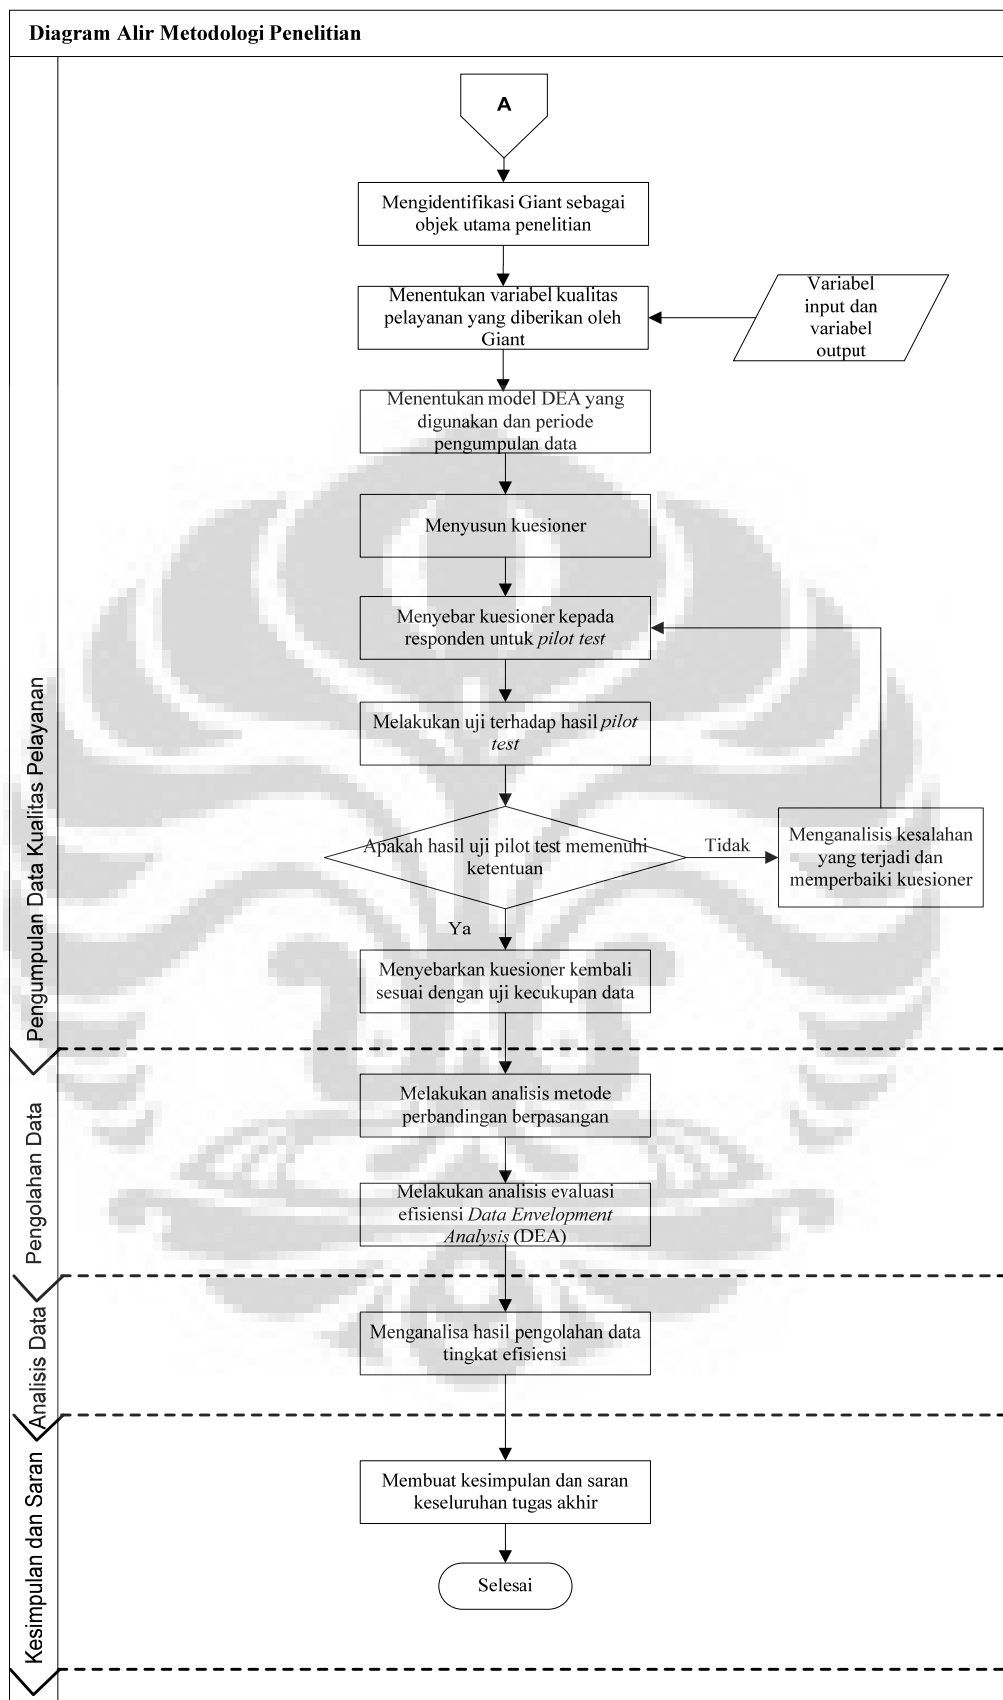 Diagram Alir Metodologi Penelitian
A
Mengidentifikasi Giant sebagai
objek utama penelitian
Menentukan variabel kualitas
pelayanan yang diberikan oleh
Giant
Variabel
input dan
variabel
output
Menentukan model DEA yang
digunakan dan periode
pengumpulan data
Menyusun kuesioner
Menyebar kuesioner kepada
responden untuk pilot test
Melakukan uji terhadap hasil pilot
test
Apakah hasil uji pilot test memenuhi
ketentuan
Tidak
Menganalisis kesalahan
yang terjadi dan
memperbaiki kuesioner
Ya
Menyebarkan kuesioner kembali
sesuai dengan uji kecukupan data
Pengumpulan Data Kualitas Pelayanan
Melakukan analisis metode
perbandingan berpasangan
Melakukan analisis evaluasi
efisiensi Data Envelopment
Analysis (DEA)
Pengolahan Data
Menganalisa hasil pengolahan data
tingkat efisiensi
Analisis Data
Membuat kesimpulan dan saran
keseluruhan tugas akhir
Selesai
Kesimpulan dan Saran